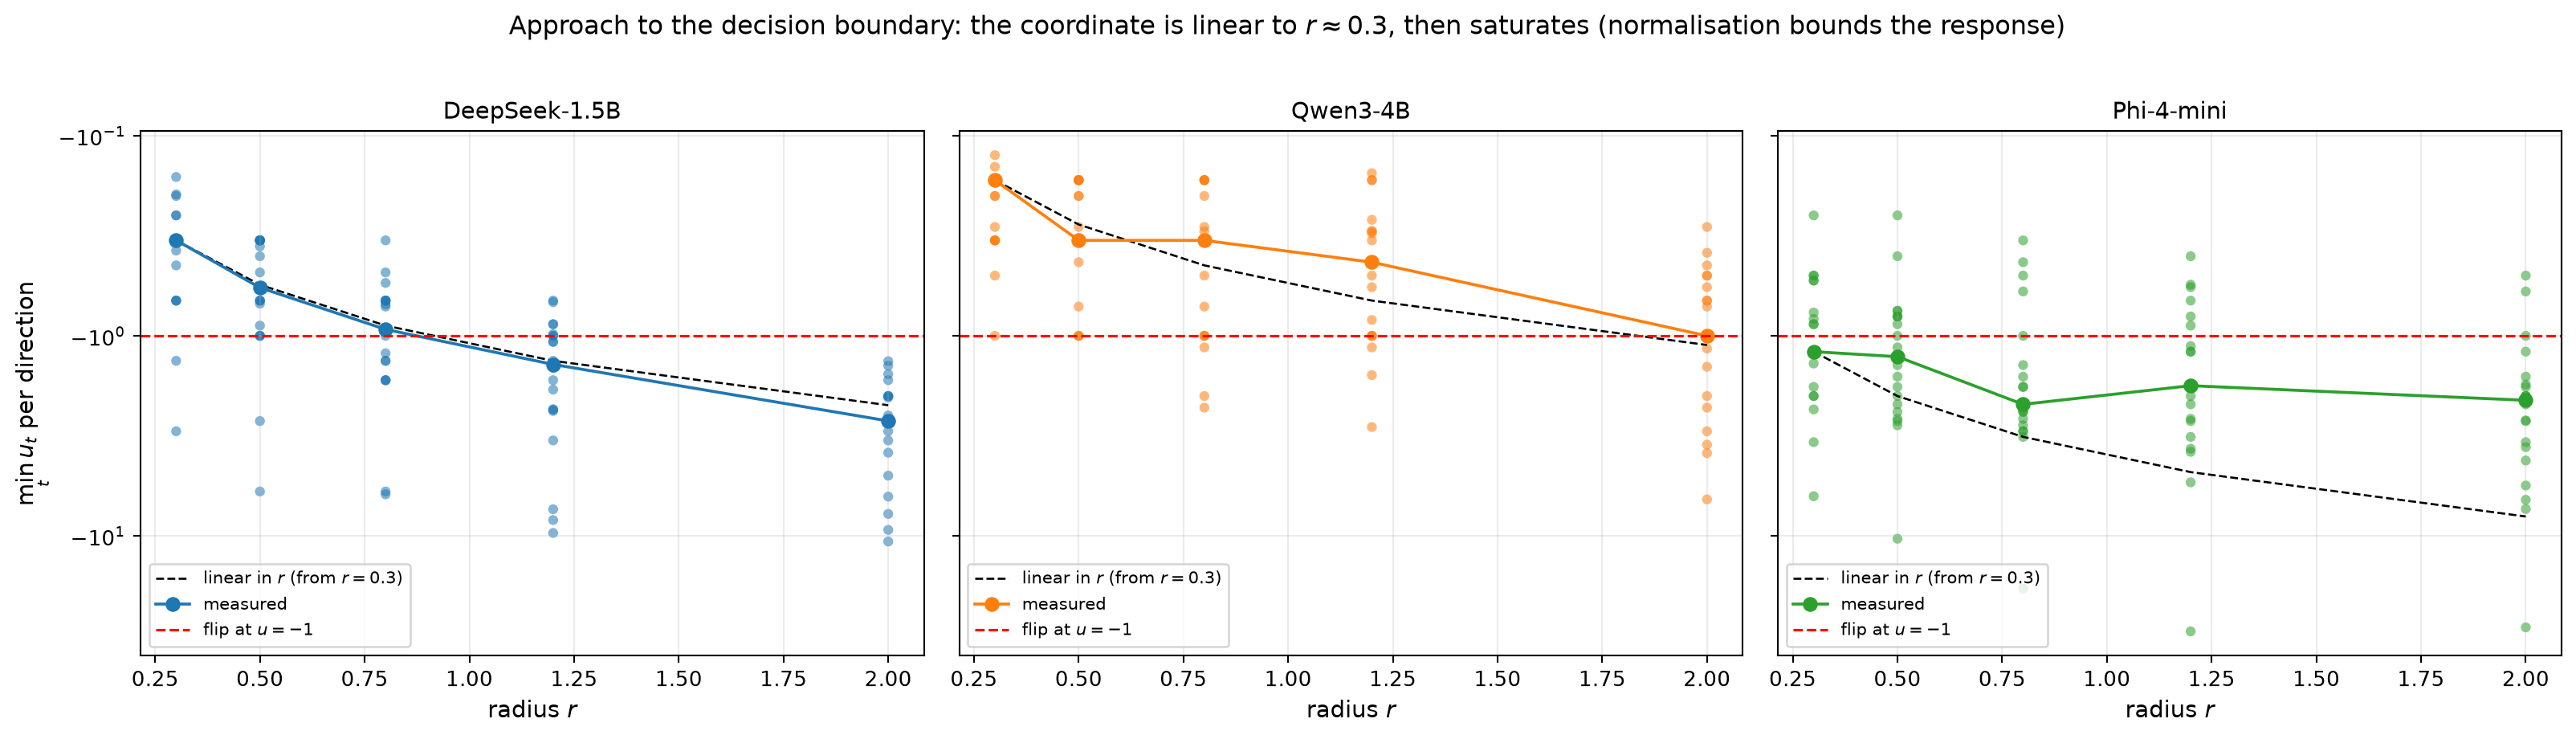 Approach to the decision boundary: the coordinate is linear to r ≈ 0.3, then saturates (normalisation bounds the response)
DeepSeek-1.5B
Qwen3-4B
Phi-4-mini
min u_t per direction
t
−10^−1
−10^0
−10^1
linear in r (from r = 0.3)
measured
flip at u = −1
0.25 0.50 0.75 1.00 1.25 1.50 1.75 2.00
radius r
linear in r (from r = 0.3)
measured
flip at u = −1
0.25 0.50 0.75 1.00 1.25 1.50 1.75 2.00
radius r
linear in r (from r = 0.3)
measured
flip at u = −1
0.25 0.50 0.75 1.00 1.25 1.50 1.75 2.00
radius r